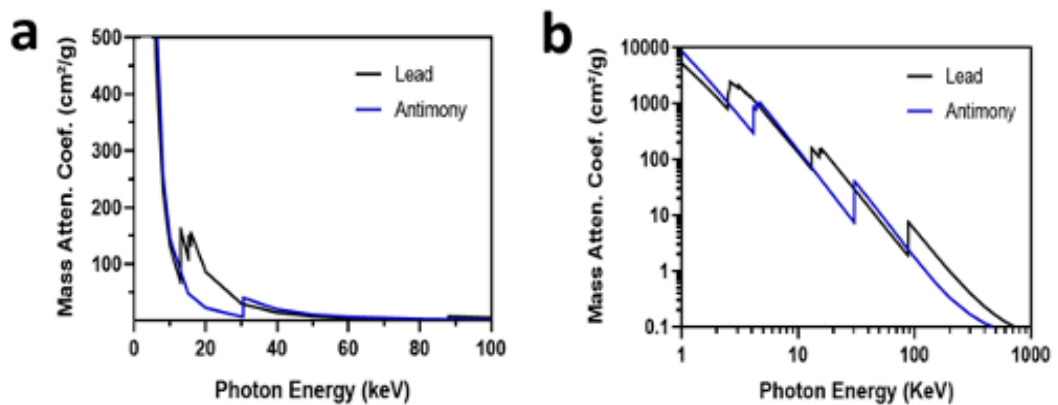 a
500
400
300
200
100
0
20
40
60
80
100
Mass Atten. Coef. (cm²/g)
Photon Energy (keV)
Lead
Antimony
b
10000
1000
100
10
1
0.1
1
10
100
1000
Mass Atten. Coef. (cm²/g)
Photon Energy (KeV)
Lead
Antimony